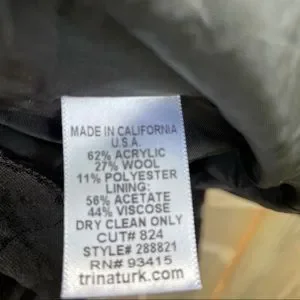 MADE IN CALIFORNIA
U.S.A.
62% ACRYLIC
27% WOOL
11% POLYESTER
LINING:
56% ACETATE
44% VISCOSE
DRY CLEAN ONLY
CUT# 824
STYLE# 288821
RN# 93415
trinaturk.com